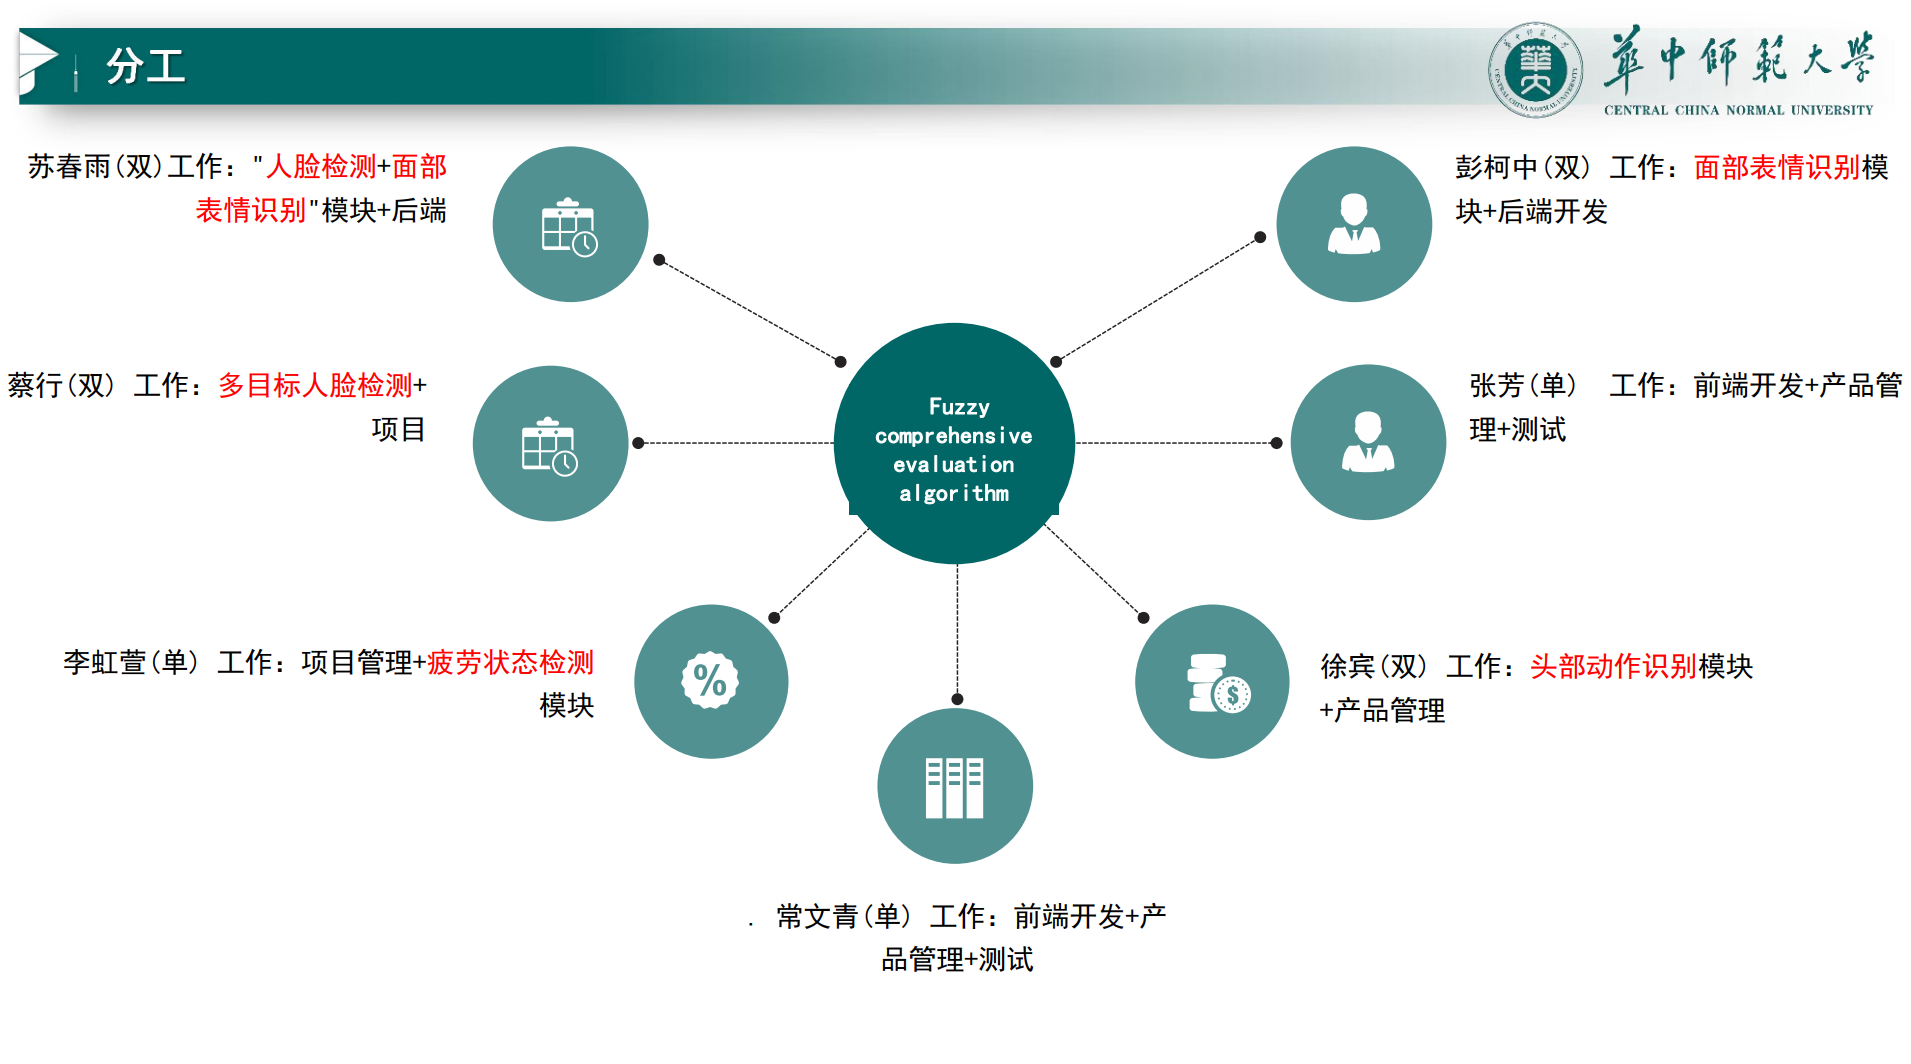 分工
華中師範大學
CENTRAL CHINA NORMAL UNIVERSITY
苏春雨(双)工作："人脸检测+面部
表情识别"模块+后端
彭柯中(双) 工作：面部表情识别模
块+后端开发
蔡行(双) 工作：多目标人脸检测+
项目
Fuzzy
comprehensive
evaluation
algorithm
张芳(单) 工作：前端开发+产品管
理+测试
李虹萱(单) 工作：项目管理+疲劳状态检测
模块
%
$
徐宾(双) 工作：头部动作识别模块
+产品管理
. 常文青(单) 工作：前端开发+产
品管理+测试